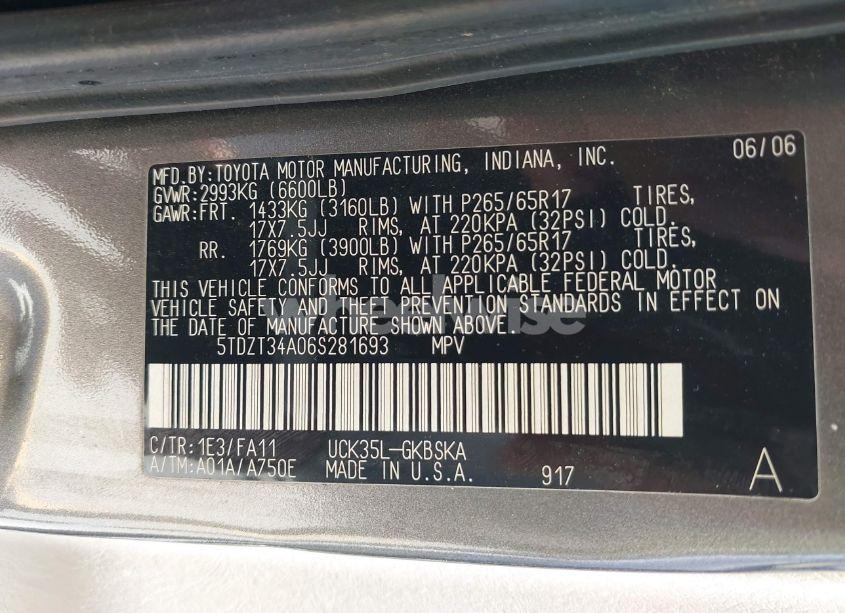 MFD.BY:TOYOTA MOTOR MANUFACTURING, INDIANA, INC. 06/06
GVWR:2993KG (6600LB)
GAWR:FRT. 1433KG (3160LB) WITH P265/65R17 TIRES,
17X7.5JJ RIMS, AT 220KPA (32PSI) COLD.
RR. 1769KG (3900LB) WITH P265/65R17 TIRES,
17X7.5JJ RIMS, AT 220KPA (32PSI) COLD.
THIS VEHICLE CONFORMS TO ALL APPLICABLE FEDERAL MOTOR
VEHICLE SAFETY AND THEFT PREVENTION STANDARDS IN EFFECT ON
THE DATE OF MANUFACTURE SHOWN ABOVE.
5TDZT34A06S281693 MPV
C/TR:1E3/FA11 UCK35L-GKBSKA
A/TM:A01A/A750E MADE IN U.S.A. 917 A